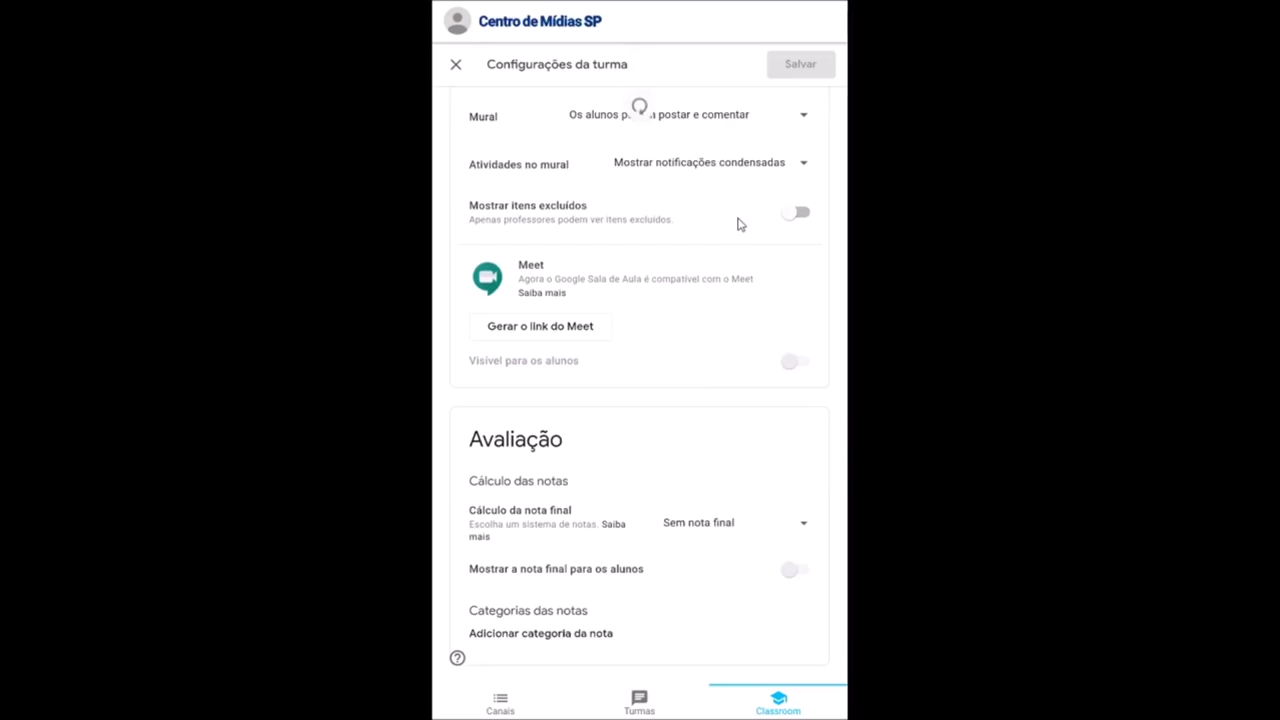 Centro de Mídias SP
Configurações da turma
Salvar
Mural
Os alunos p postar e comentar
Atividades no mural
Mostrar notificações condensadas
Mostrar itens excluídos
Apenas professores podem ver itens excluídos.
Meet
Agora o Google Sala de Aula é compatível com o Meet
Saiba mais
Gerar o link do Meet
Visível para os alunos
Avaliação
Cálculo das notas
Cálculo da nota final
Escolha um sistema de notas. Saiba
mais
Sem nota final
Mostrar a nota final para os alunos
Categorias das notas
Adicionar categoria da nota
Canais
Turmas
Classroom